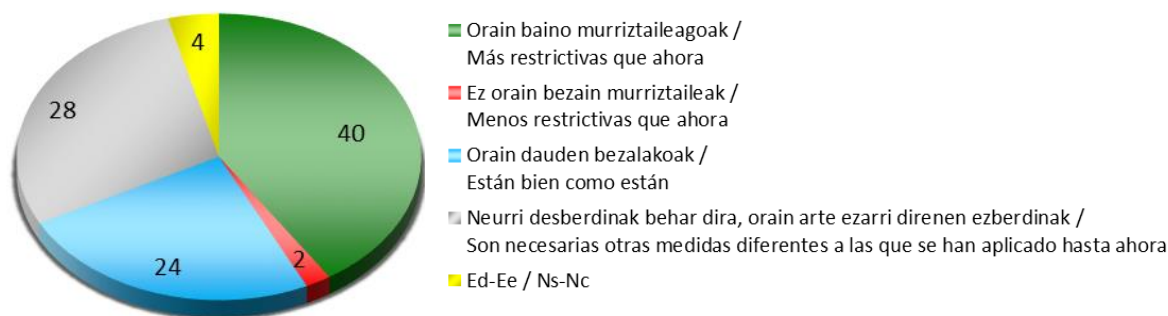 4
28
40
24
2
Orain baino murriztaileagoak /
Más restrictivas que ahora
Ez orain bezain murriztaileak /
Menos restrictivas que ahora
Orain dauden bezalakoak /
Están bien como están
Neurri desberdinak behar dira, orain arte ezarri direnen ezberdinak /
Son necesarias otras medidas diferentes a las que se han aplicado hasta ahora
Ed-Ee / Ns-Nc